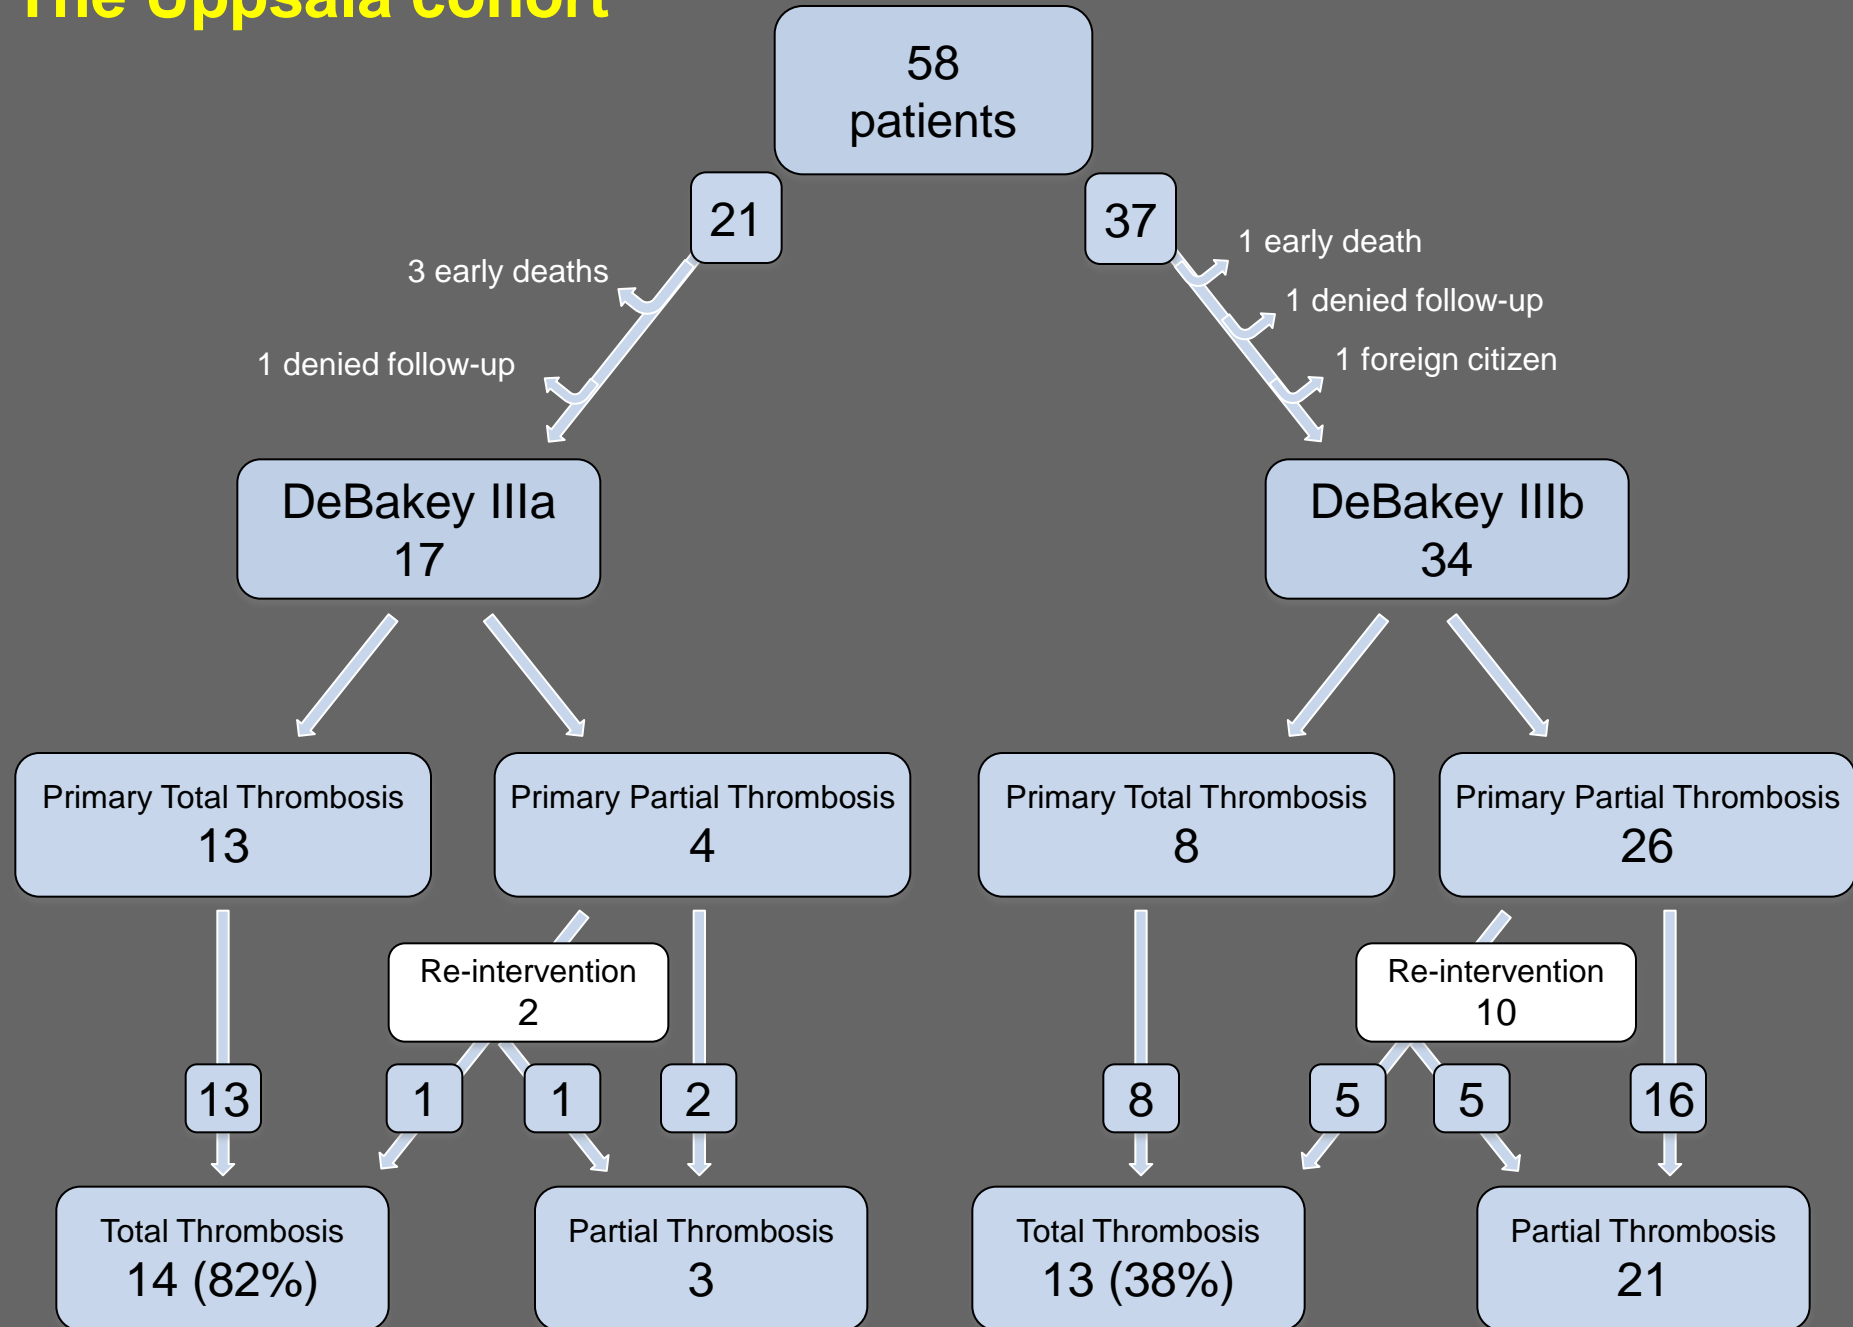 The Uppsala cohort
58
patients
21
37
3 early deaths
1 early death
1 denied follow-up
1 denied follow-up
1 foreign citizen
DeBakey IIIa
17
DeBakey IIIb
34
Primary Total Thrombosis
13
Primary Partial Thrombosis
4
Primary Total Thrombosis
8
Primary Partial Thrombosis
26
Re-intervention
2
Re-intervention
10
13
1
1
2
8
5
5
16
Total Thrombosis
14 (82%)
Partial Thrombosis
3
Total Thrombosis
13 (38%)
Partial Thrombosis
21